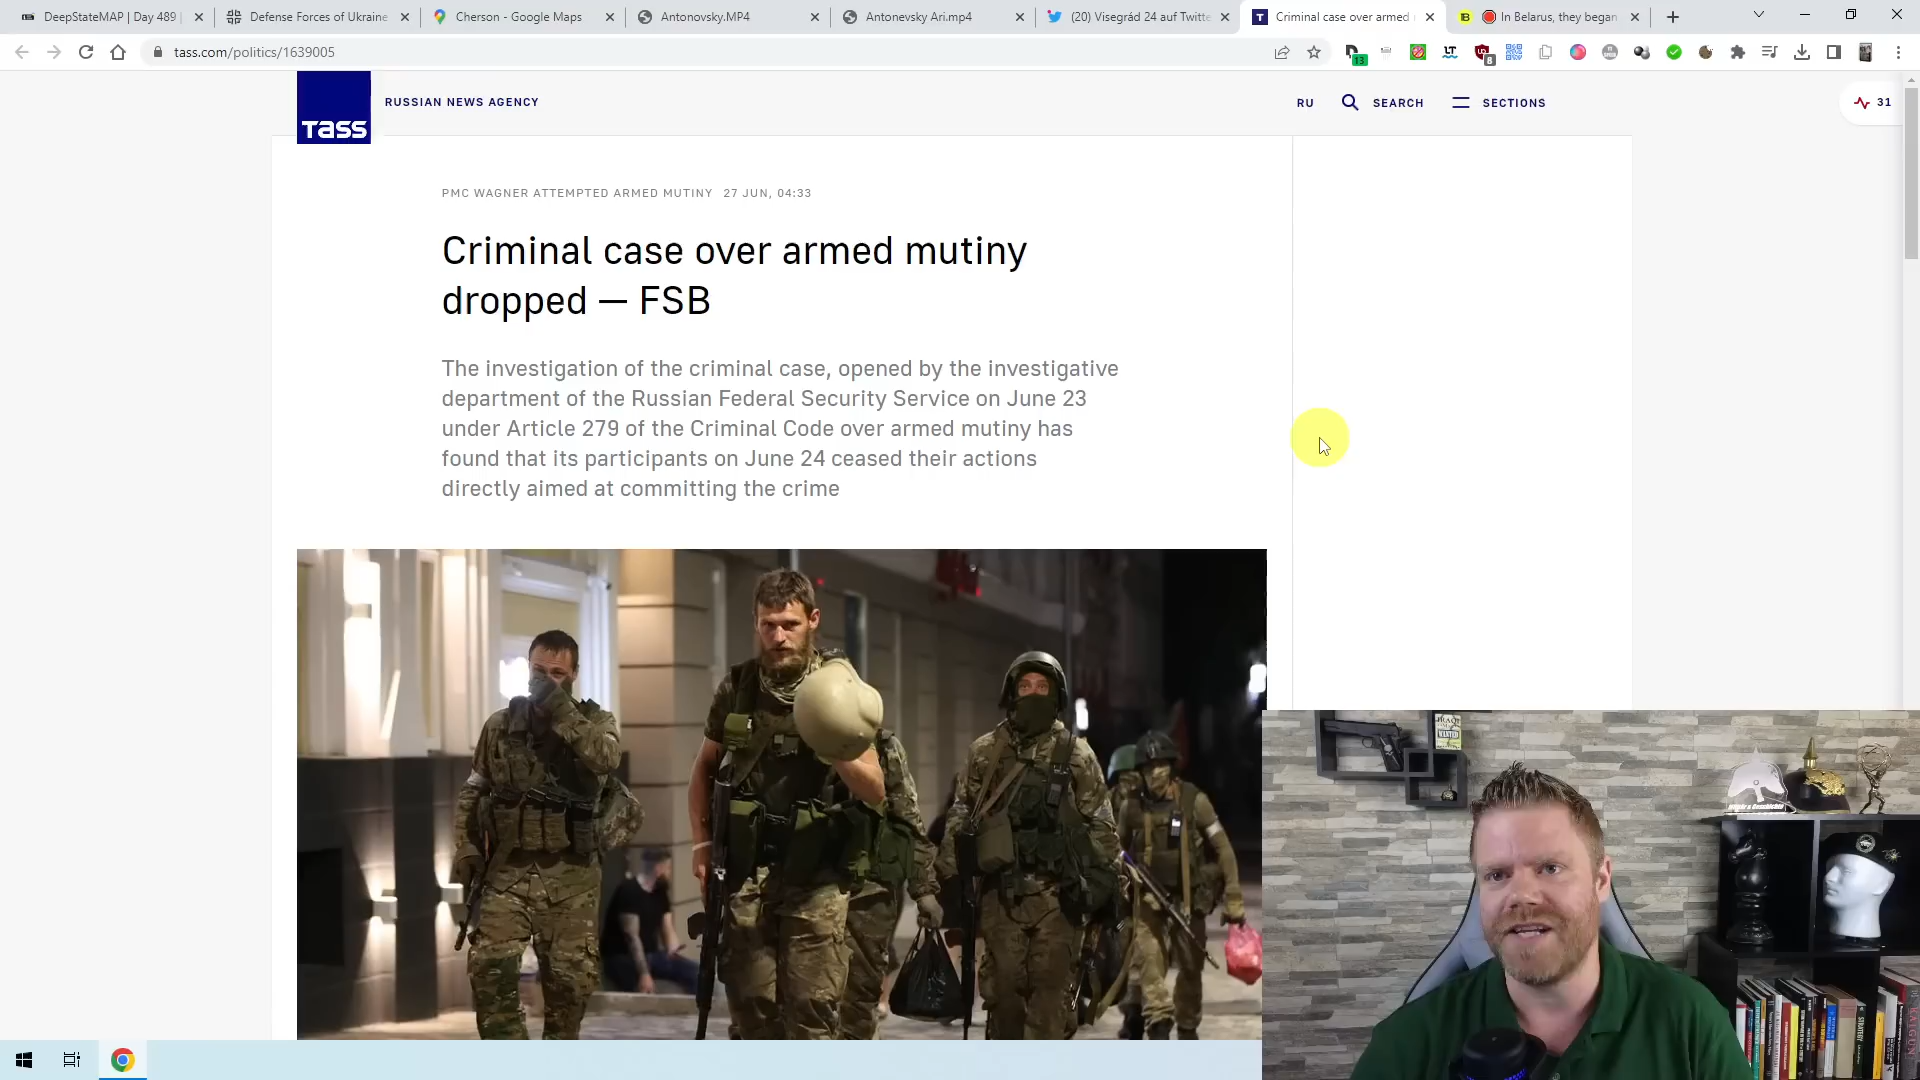 DeepStateMAP | Day 489
Defense Forces of Ukraine
Cherson - Google Maps
Antonovsky.MP4
Antonevsky Ari.mp4
(20) Visegrád 24 auf Twitte
Criminal case over armed
In Belarus, they began
tass.com/politics/1639005
13
8
TASS
RUSSIAN NEWS AGENCY
RU
SEARCH
SECTIONS
31
PMC WAGNER ATTEMPTED ARMED MUTINY 27 JUN, 04:33
Criminal case over armed mutiny
dropped — FSB
The investigation of the criminal case, opened by the investigative
department of the Russian Federal Security Service on June 23
under Article 279 of the Criminal Code over armed mutiny has
found that its participants on June 24 ceased their actions
directly aimed at committing the crime
WANTED
STRATEGY